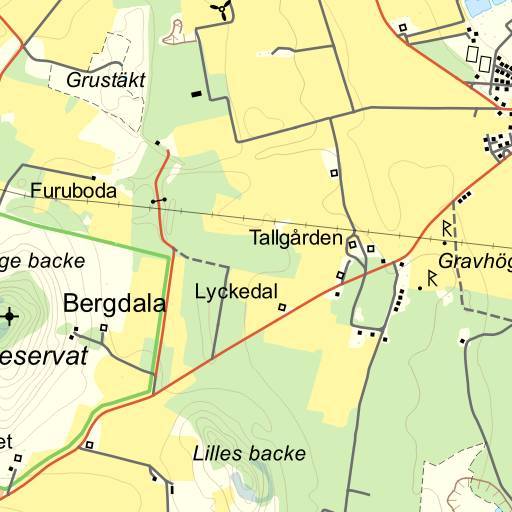 Grustäkt
Furuboda
Tallgården
ge backe
Gravhög
Lyckedal
Bergdala
eservat
et
Lilles backe